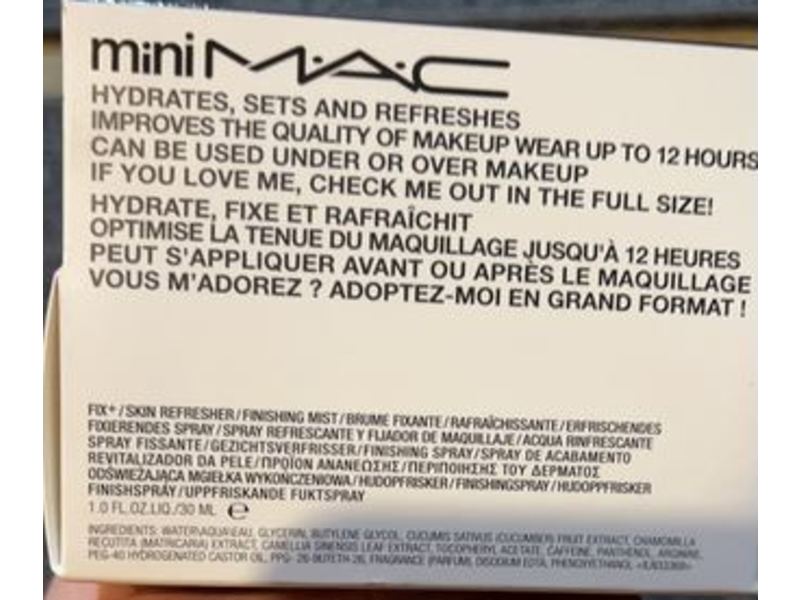 mini M·A·C
HYDRATES, SETS AND REFRESHES
IMPROVES THE QUALITY OF MAKEUP WEAR UP TO 12 HOURS
CAN BE USED UNDER OR OVER MAKEUP
IF YOU LOVE ME, CHECK ME OUT IN THE FULL SIZE!
HYDRATE, FIXE ET RAFRAÎCHIT
OPTIMISE LA TENUE DU MAQUILLAGE JUSQU'À 12 HEURES
PEUT S'APPLIQUER AVANT OU APRÈS LE MAQUILLAGE
VOUS M'ADOREZ ? ADOPTEZ-MOI EN GRAND FORMAT !
FIX+/SKIN REFRESHER/FINISHING MIST/BRUME FIXANTE/RAFRAÎCHISSANTE/ERFRISCHENDES
FIXIERENDES SPRAY/SPRAY REFRESCANTE Y FIJADOR DE MAQUILLAJE/ACQUA RINFRESCANTE
SPRAY FISSANTE/GEZICHTSVERFRISSER/FINISHING SPRAY/SPRAY DE ACABAMENTO
REVITALIZADOR DA PELE/ΠΡΟΪΟΝ ΑΝΑΝΕΩΣΗΣ/ΠΕΡΙΠΟΙΗΣΗΣ ΤΟΥ ΔΕΡΜΑΤΟΣ
ODŚWIEŻAJĄCA MGIEŁKA WYKOŃCZENIOWA/HUDOPFRISKER/FINISHINGSPRAY/HUDOPPFRISKER
FINISHSPRAY/UPPFRISKANDE FUKTSPRAY
1.0 FL.OZ.LIQ./30 ML ℮
INGREDIENTS: WATER\AQUA\EAU, GLYCERIN, BUTYLENE GLYCOL, CUCUMIS SATIVUS (CUCUMBER) FRUIT EXTRACT, CHAMOMILLA
RECUTITA (MATRICARIA) EXTRACT, CAMELLIA SINENSIS LEAF EXTRACT, TOCOPHERYL ACETATE, CAFFEINE, PANTHENOL, ARGININE,
PEG-40 HYDROGENATED CASTOR OIL, PPG-26-BUTETH-26, FRAGRANCE (PARFUM), DISODIUM EDTA, PHENOXYETHANOL